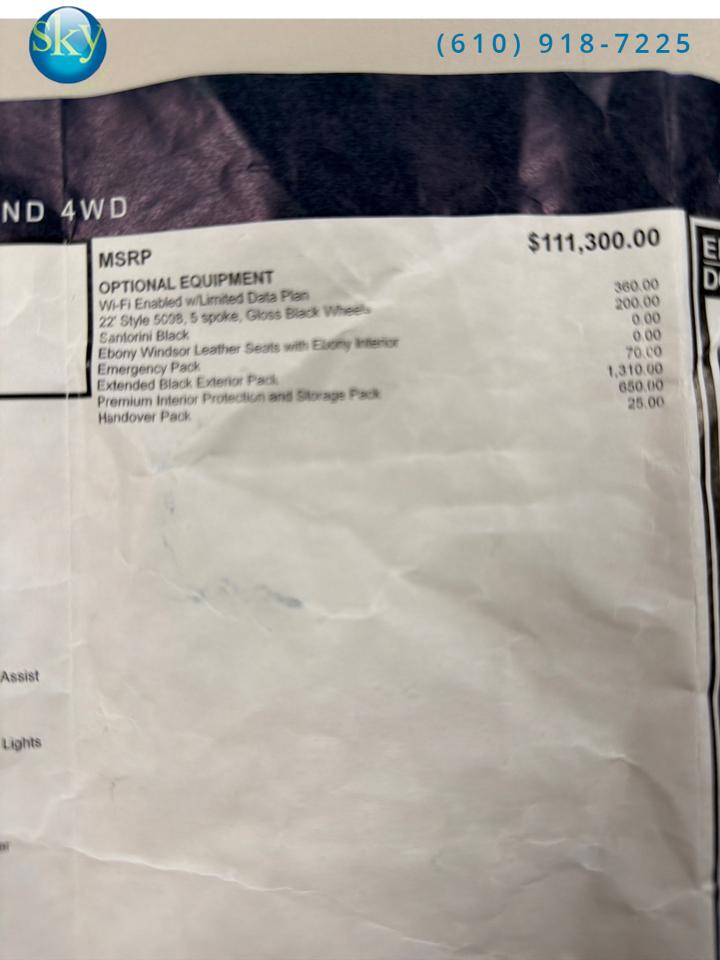 sky
(610) 918-7225
ND 4WD
MSRP $111,300.00
OPTIONAL EQUIPMENT
Wi-Fi Enabled w/Limited Data Plan 360.00
22" Style 5098, 5 spoke, Gloss Black Wheels 200.00
Santorini Black 0.00
Ebony Windsor Leather Seats with Ebony Interior 0.00
Emergency Pack 70.00
Extended Black Exterior Pack 1,310.00
Premium Interior Protection and Storage Pack 650.00
Handover Pack 25.00
Assist
Lights